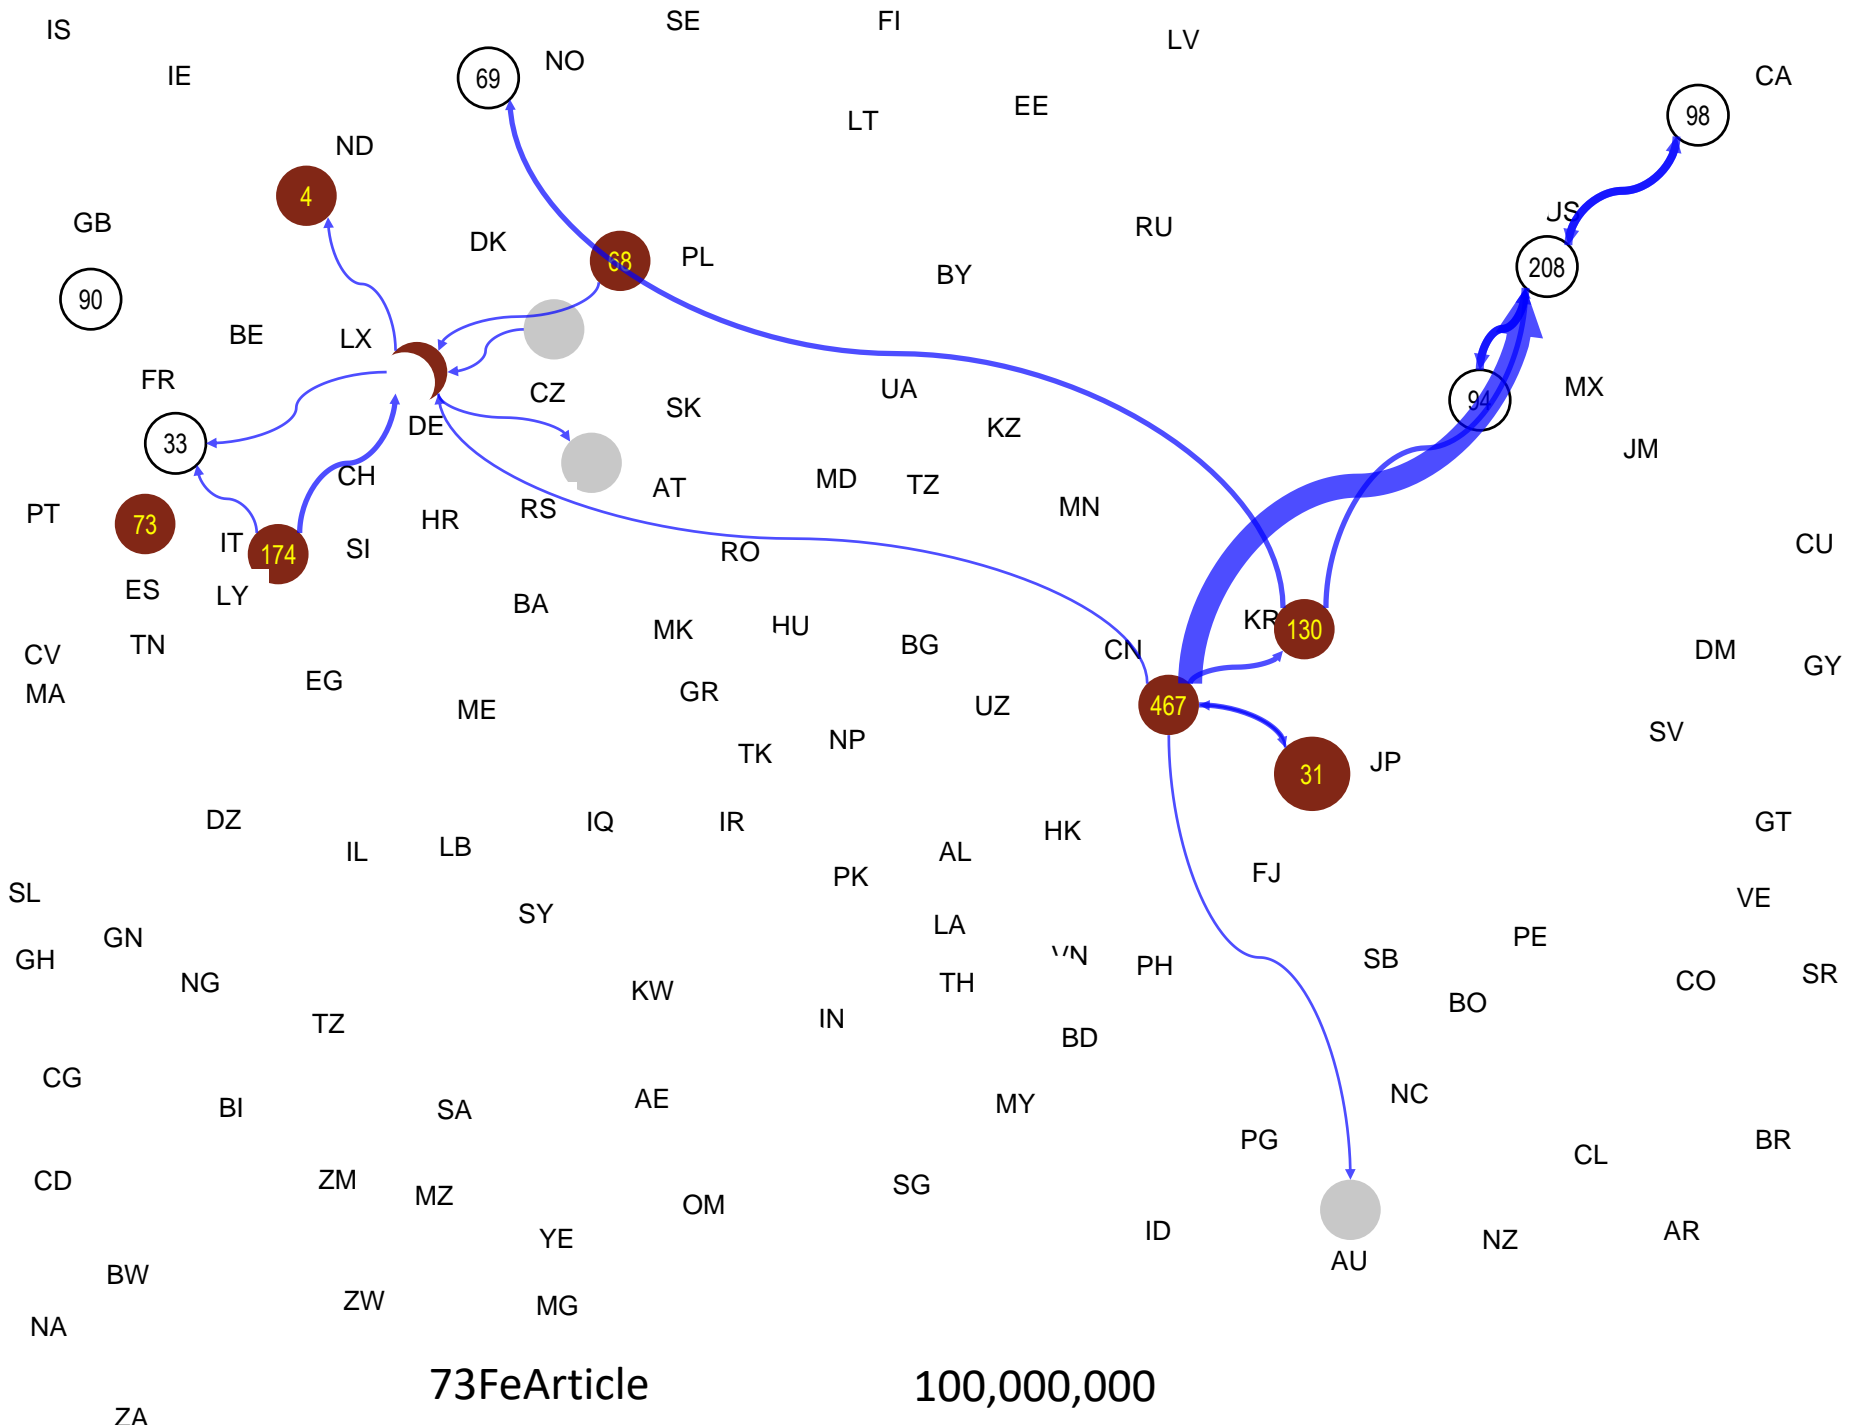 IS
SE
FI
LV
NO
IE
69
CA
EE
98
LT
ND
4
GB
JS
RU
DK
PL
68
BY
208
90
BE
LX
FR
CZ
UA
MX
94
SK
DE
KZ
33
JM
CH
MD
TZ
AT
MN
RS
PT
HR
73
IT
174
SI
CU
RO
ES
LY
BA
KR
130
MK
HU
TN
BG
CN
DM
CV
GY
EG
MA
GR
ME
UZ
467
SV
NP
TK
JP
31
DZ
IQ
IR
GT
HK
LB
IL
AL
FJ
PK
SL
VE
SY
LA
GN
PE
GH
SB
PH
NG
TH
CO
SR
KW
BO
IN
TZ
BD
CG
NC
AE
MY
BI
SA
PG
BR
CL
CD
ZM
SG
MZ
OM
ID
AR
YE
NZ
AU
BW
ZW
MG
NA
73FeArticle 100,000,000
ZA